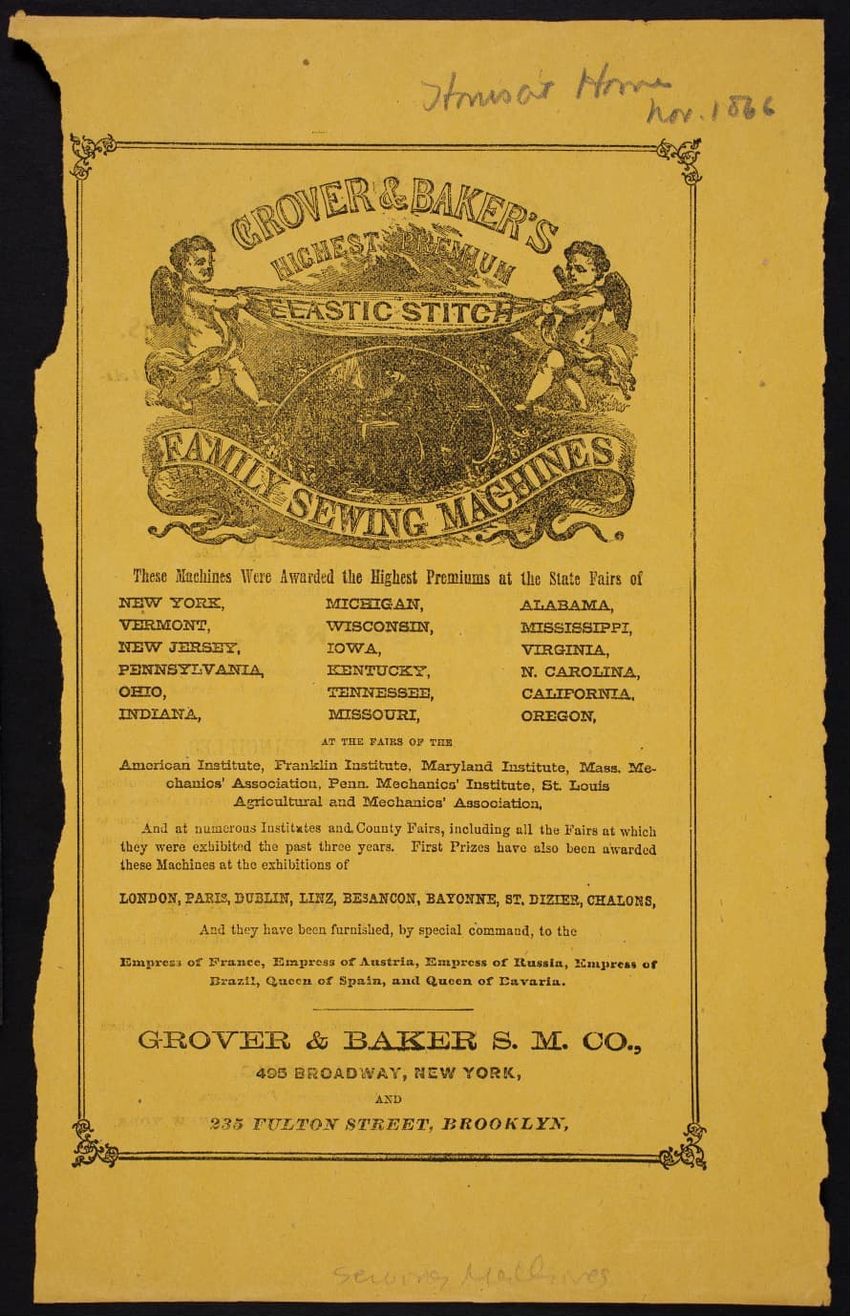 Hours at Home
Nov. 1866
GROVER & BAKER'S
HIGHEST PREMIUM
ELASTIC STITCH
FAMILY SEWING MACHINES
These Machines Were Awarded the Highest Premiums at the State Fairs of
NEW YORK, MICHIGAN, ALABAMA,
VERMONT, WISCONSIN, MISSISSIPPI,
NEW JERSEY, IOWA, VIRGINIA,
PENNSYLVANIA, KENTUCKY, N. CAROLINA,
OHIO, TENNESSEE, CALIFORNIA,
INDIANA, MISSOURI, OREGON,
AT THE FAIRS OF THE
American Institute, Franklin Institute, Maryland Institute, Mass. Me-
chanics' Association, Penn. Mechanics' Institute, St. Louis
Agricultural and Mechanics' Association,
And at numerous Institutes and County Fairs, including all the Fairs at which
they were exhibited the past three years. First Prizes have also been awarded
these Machines at the exhibitions of
LONDON, PARIS, DUBLIN, LINZ, BESANCON, BAYONNE, ST. DIZIER, CHALONS,
And they have been furnished, by special command, to the
Empress of France, Empress of Austria, Empress of Russia, Empress of
Brazil, Queen of Spain, and Queen of Bavaria.
GROVER & BAKER S. M. CO.,
495 BROADWAY, NEW YORK,
AND
235 FULTON STREET, BROOKLYN,
Sewing Machines